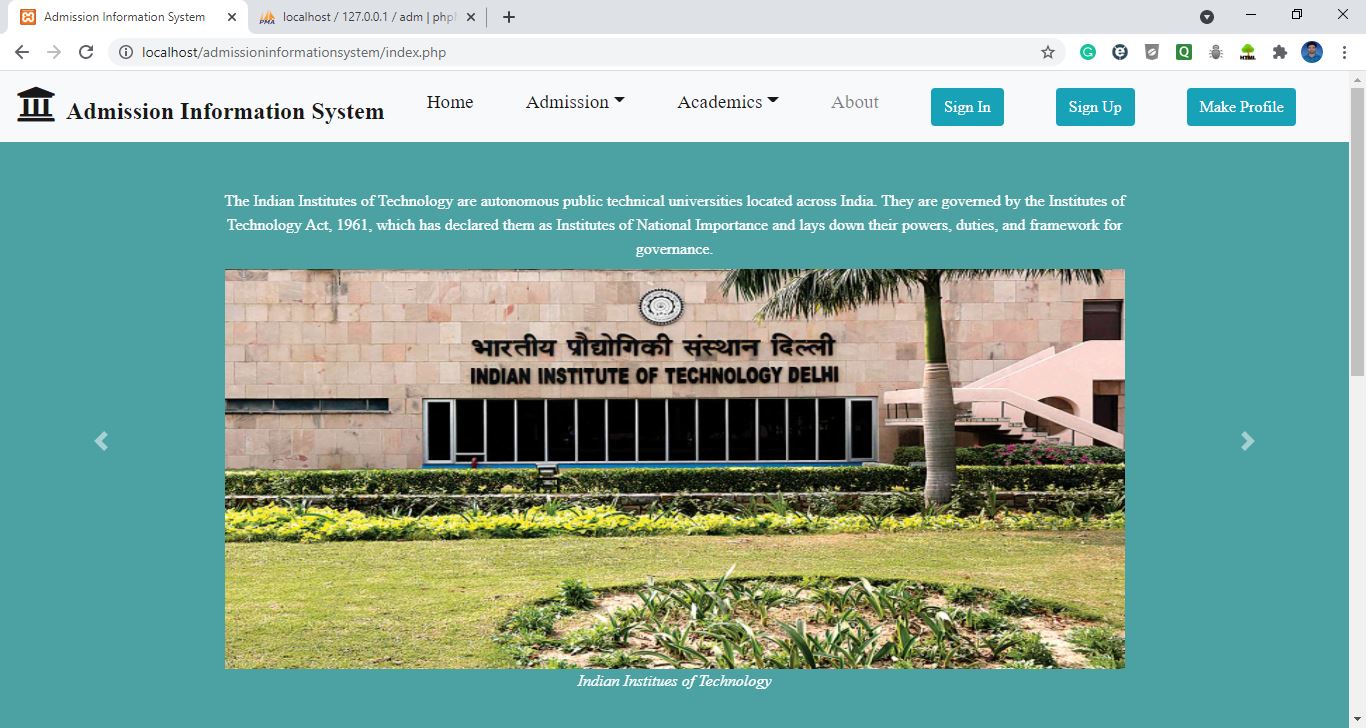 Admission Information System
localhost / 127.0.0.1 / adm | php
localhost/admissioninformationsystem/index.php
Admission Information System
Home
Admission
Academics
About
Sign In
Sign Up
Make Profile
The Indian Institutes of Technology are autonomous public technical universities located across India. They are governed by the Institutes of
Technology Act, 1961, which has declared them as Institutes of National Importance and lays down their powers, duties, and framework for
governance.
भारतीय प्रौद्योगिकी संस्थान दिल्ली
INDIAN INSTITUTE OF TECHNOLOGY DELHI
Indian Institues of Technology